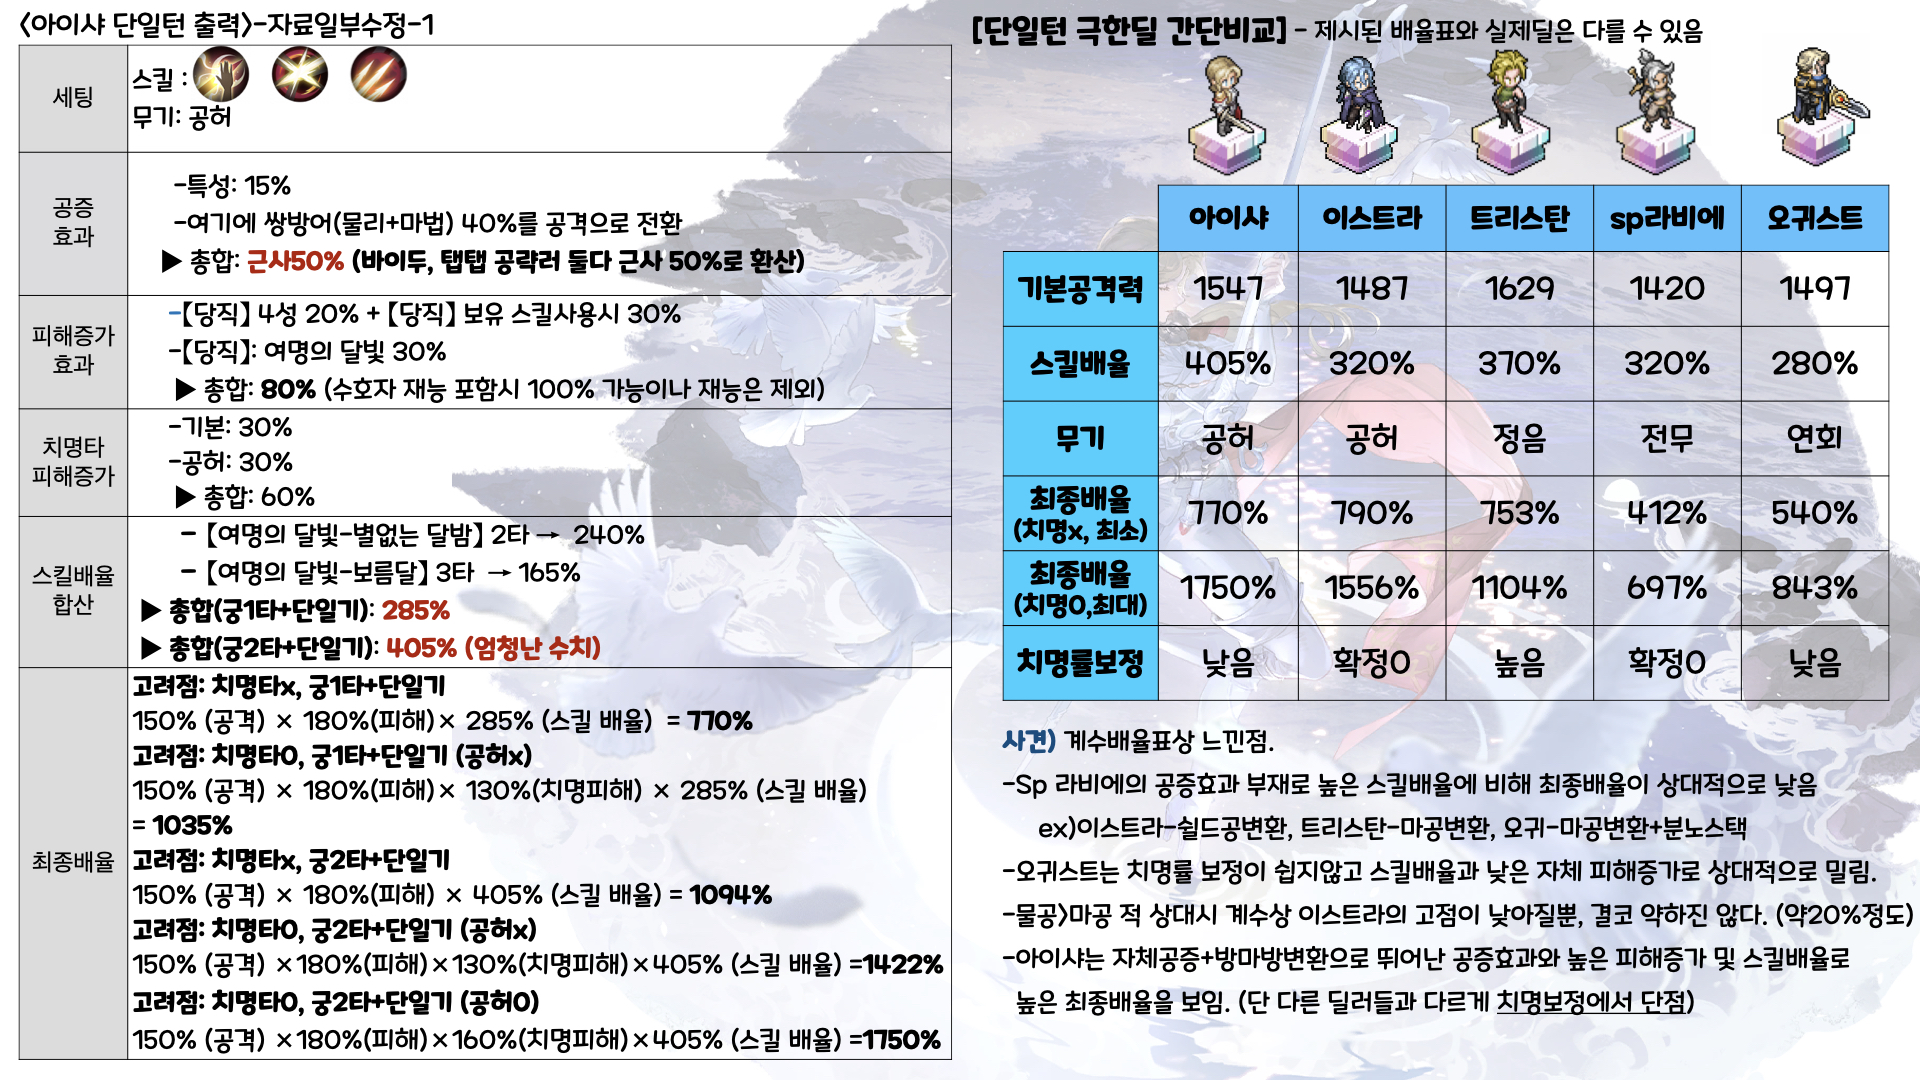 <아이샤 단일턴 출력>-자료일부수정-1
세팅
스킬 :
무기: 공허
공증
효과
-특성: 15%
-여기에 쌍방어(물리+마법) 40%를 공격으로 전환
▶ 총합: 근사50% (바이두, 탭탭 공략러 둘다 근사 50%로 환산)
피해증가
효과
-【당직】 4성 20% + 【당직】 보유 스킬사용시 30%
-【당직】: 여명의 달빛 30%
▶ 총합: 80% (수호자 재능 포함시 100% 가능이나 재능은 제외)
치명타
피해증가
-기본: 30%
-공허: 30%
▶ 총합: 60%
스킬배율
합산
- 【여명의 달빛-별없는 달밤】 2타 → 240%
- 【여명의 달빛-보름달】 3타 → 165%
▶ 총합(궁1타+단일기): 285%
▶ 총합(궁2타+단일기): 405% (엄청난 수치)
최종배율
고려점: 치명타x, 궁1타+단일기
150% (공격) × 180%(피해)× 285% (스킬 배율) = 770%
고려점: 치명타O, 궁1타+단일기 (공허x)
150% (공격) × 180%(피해)× 130%(치명피해) × 285% (스킬 배율)
= 1035%
고려점: 치명타x, 궁2타+단일기
150% (공격) × 180%(피해) × 405% (스킬 배율) = 1094%
고려점: 치명타O, 궁2타+단일기 (공허x)
150% (공격) ×180%(피해)×130%(치명피해)×405% (스킬 배율) =1422%
고려점: 치명타O, 궁2타+단일기 (공허O)
150% (공격) ×180%(피해)×160%(치명피해)×405% (스킬 배율) =1750%
[단일턴 극한딜 간단비교] - 제시된 배율표와 실제딜은 다를 수 있음
아이샤 이스트라 트리스탄 sp라비에 오귀스트
기본공격력 1547 1487 1629 1420 1497
스킬배율 405% 320% 370% 320% 280%
무기 공허 공허 정음 전무 연회
최종배율
(치명x, 최소) 770% 790% 753% 412% 540%
최종배율
(치명O,최대) 1750% 1556% 1104% 697% 843%
치명률보정 낮음 확정O 높음 확정O 낮음
사견) 계수배율표상 느낀점.
-Sp 라비에의 공증효과 부재로 높은 스킬배율에 비해 최종배율이 상대적으로 낮음
ex)이스트라-쉴드공변환, 트리스탄-마공변환, 오귀-마공변환+분노스택
-오귀스트는 치명률 보정이 쉽지않고 스킬배율과 낮은 자체 피해증가로 상대적으로 밀림.
-물공>마공 적 상대시 계수상 이스트라의 고점이 낮아질뿐, 결코 약하진 않다. (약20%정도)
-아이샤는 자체공증+방마방변환으로 뛰어난 공증효과와 높은 피해증가 및 스킬배율로
높은 최종배율을 보임. (단 다른 딜러들과 다르게 치명보정에서 단점)